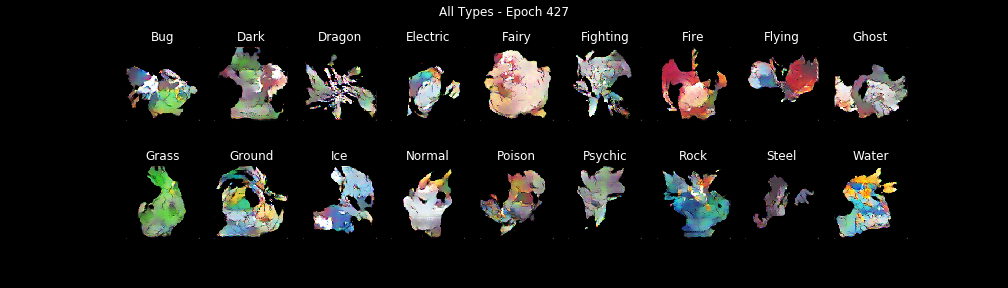 All Types - Epoch 427
Bug Dark Dragon Electric Fairy Fighting Fire Flying Ghost
Grass Ground Ice Normal Poison Psychic Rock Steel Water